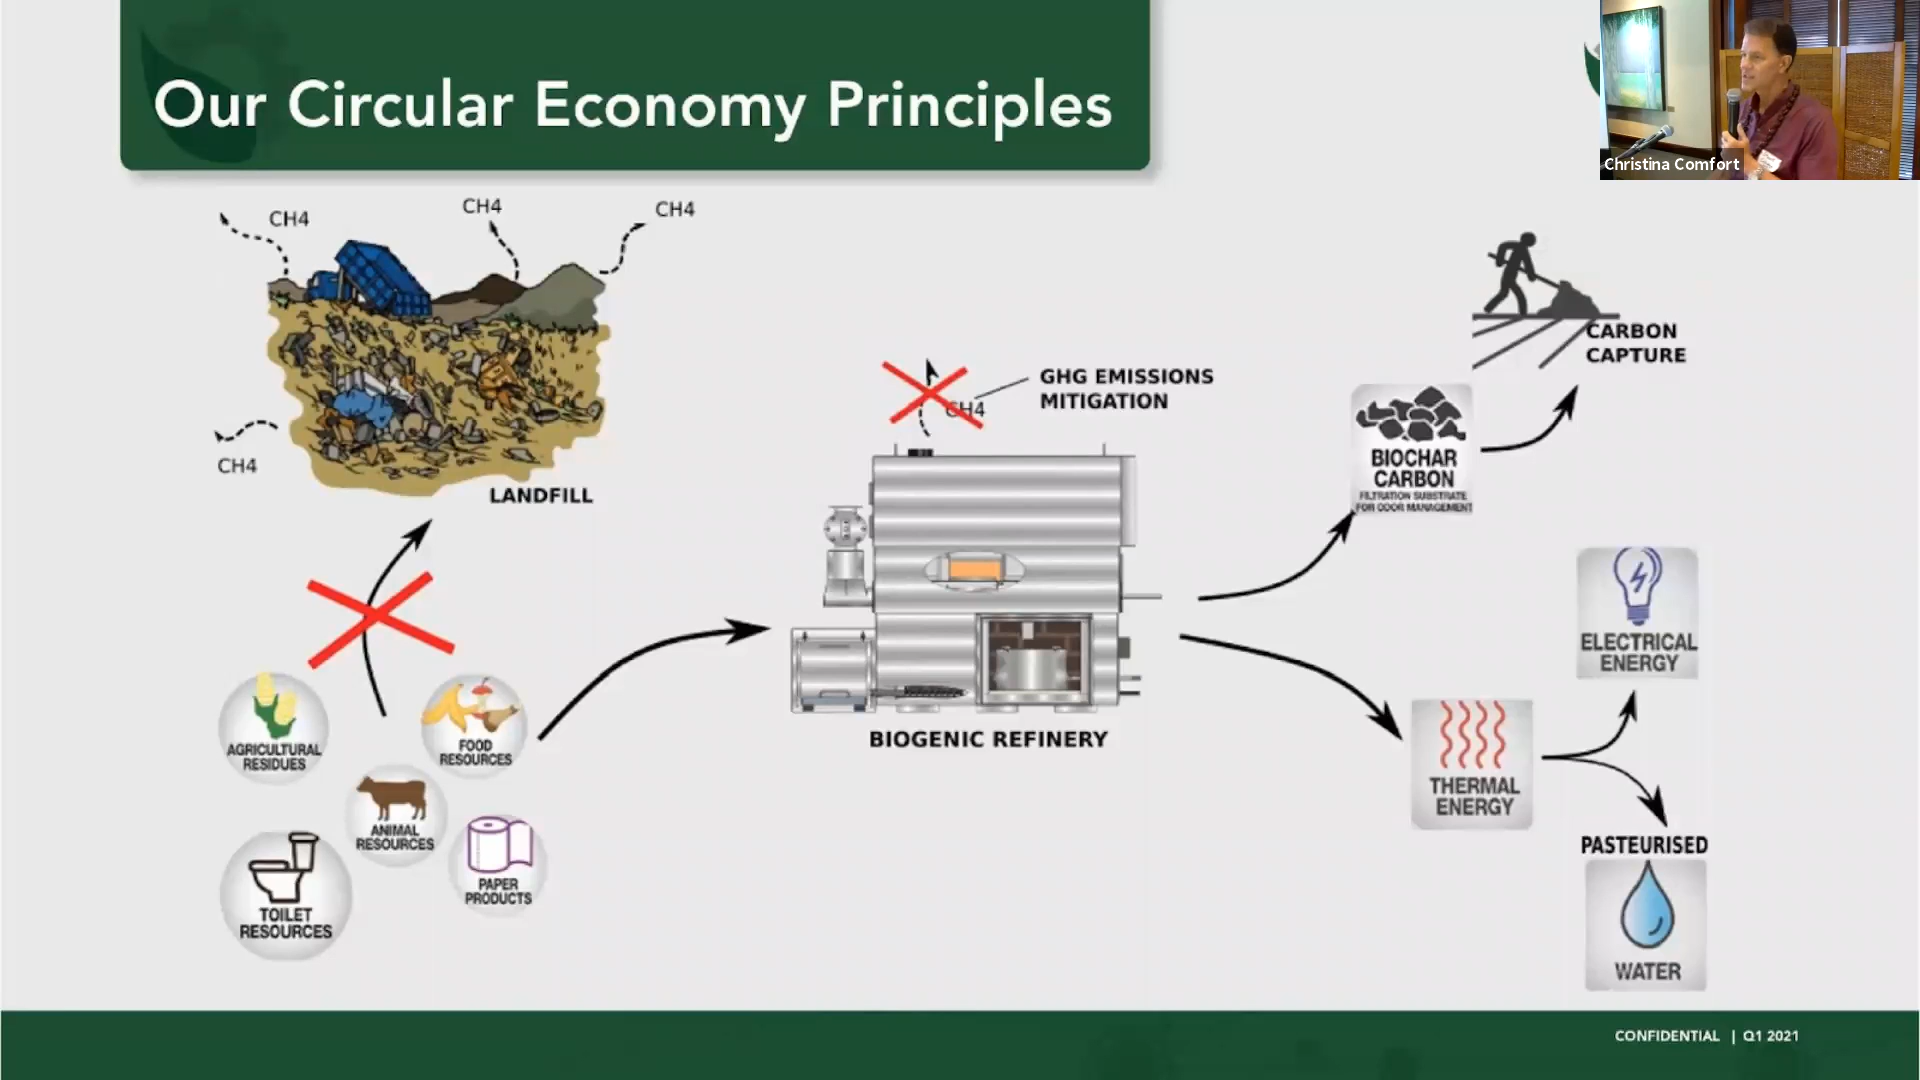 Our Circular Economy Principles
Christina Comfort
CH4
CH4
CH4
CH4
LANDFILL
CH4
GHG EMISSIONS
MITIGATION
CARBON
CAPTURE
BIOCHAR
CARBON
FILTRATION SUBSTRATE
FOR ODOR MANAGEMENT
ELECTRICAL
ENERGY
AGRICULTURAL
RESIDUES
FOOD
RESOURCES
ANIMAL
RESOURCES
TOILET
RESOURCES
PAPER
PRODUCTS
BIOGENIC REFINERY
THERMAL
ENERGY
PASTEURISED
WATER
CONFIDENTIAL | Q1 2021